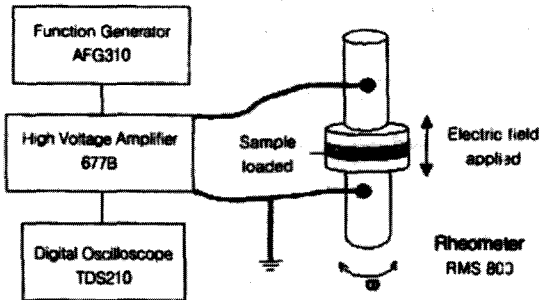 Function Generator
AFG310
High Voltage Amplifier
677B
Digital Oscilloscope
TDS210
Sample
loaded
Electric field
applied
Rheometer
RMS 800
ω